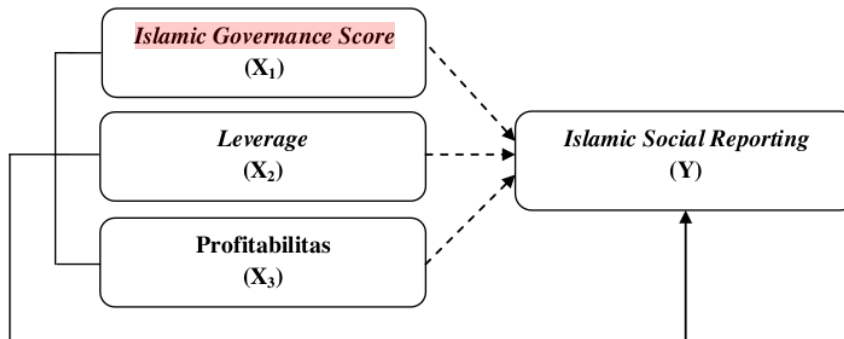 Islamic Governance Score
(X₁)
Leverage
(X₂)
Profitabilitas
(X₃)
Islamic Social Reporting
(Y)